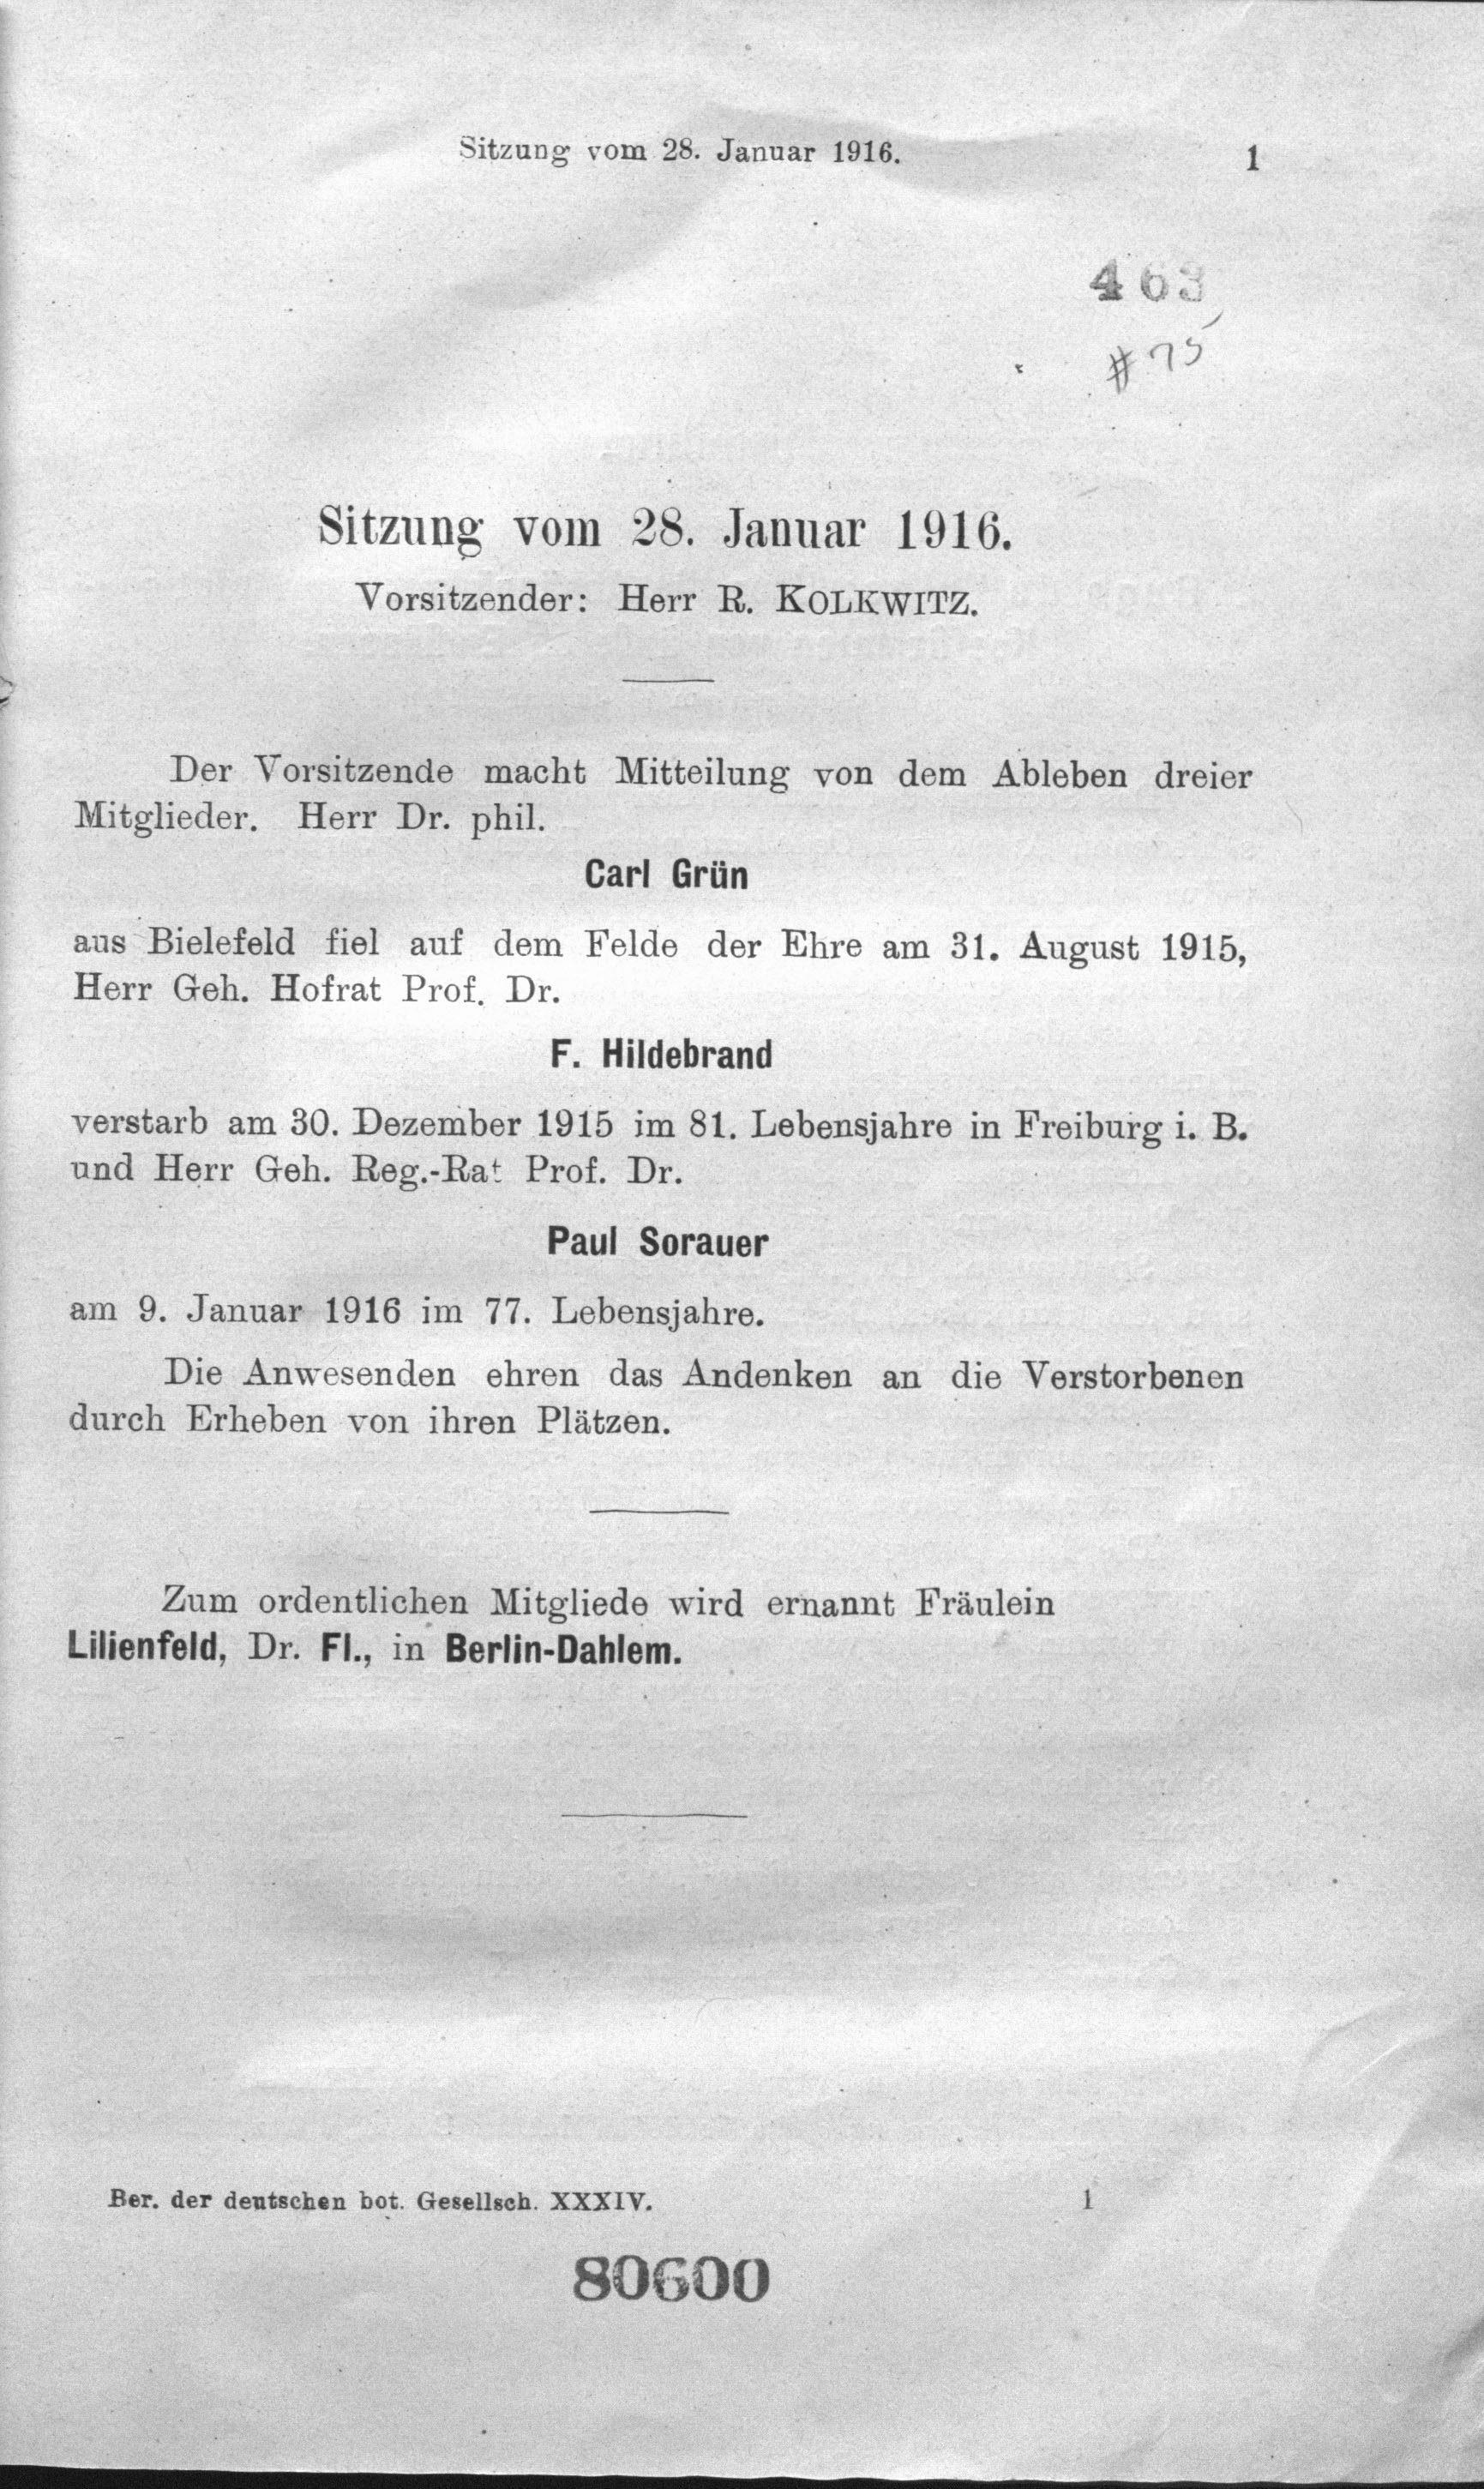 Sitzung vom 28. Januar 1916. 1
463
#75
Sitzung vom 28. Januar 1916.
Vorsitzender: Herr R. KOLKWITZ.
Der Vorsitzende macht Mitteilung von dem Ableben dreier
Mitglieder. Herr Dr. phil.
Carl Grün
aus Bielefeld fiel auf dem Felde der Ehre am 31. August 1915,
Herr Geh. Hofrat Prof. Dr.
F. Hildebrand
verstarb am 30. Dezember 1915 im 81. Lebensjahre in Freiburg i. B.
und Herr Geh. Reg.-Rat Prof. Dr.
Paul Sorauer
am 9. Januar 1916 im 77. Lebensjahre.
Die Anwesenden ehren das Andenken an die Verstorbenen
durch Erheben von ihren Plätzen.
Zum ordentlichen Mitgliede wird ernannt Fräulein
Lilienfeld, Dr. Fl., in Berlin-Dahlem.
Ber. der deutschen bot. Gesellsch. XXXIV. 1
80600